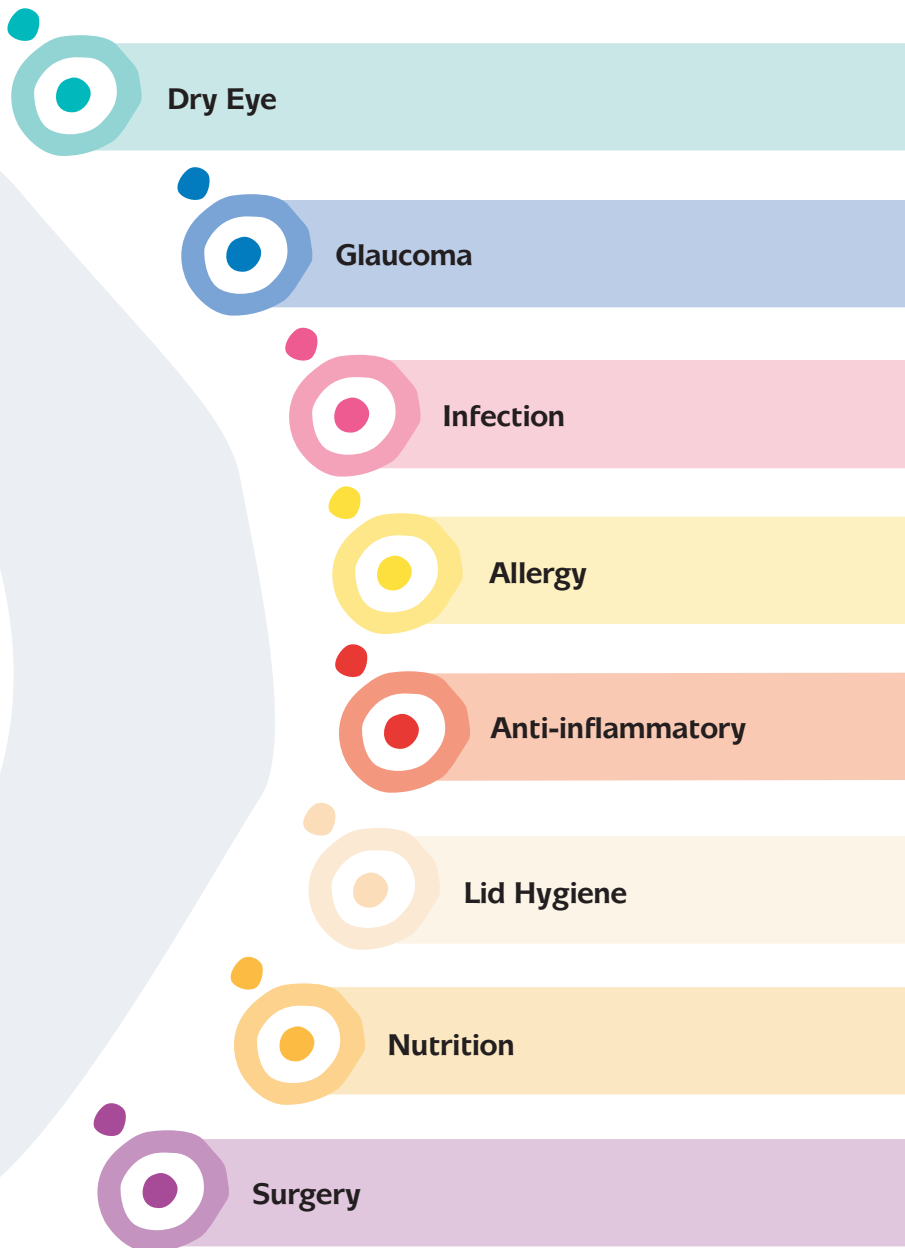 Dry Eye
Glaucoma
Infection
Allergy
Anti-inflammatory
Lid Hygiene
Nutrition
Surgery